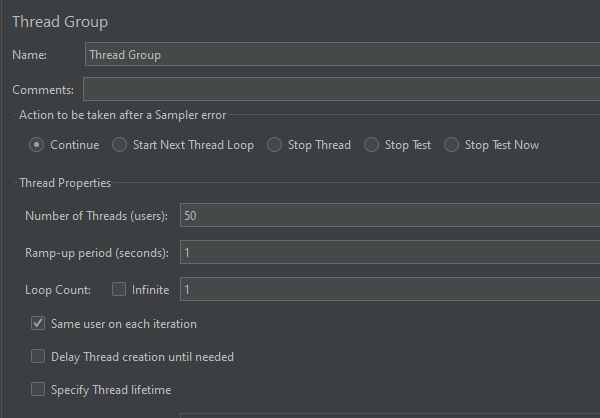 Thread Group
Name: Thread Group
Comments:
Action to be taken after a Sampler error
Continue Start Next Thread Loop Stop Thread Stop Test Stop Test Now
Thread Properties
Number of Threads (users): 50
Ramp-up period (seconds): 1
Loop Count: Infinite 1
Same user on each iteration
Delay Thread creation until needed
Specify Thread lifetime